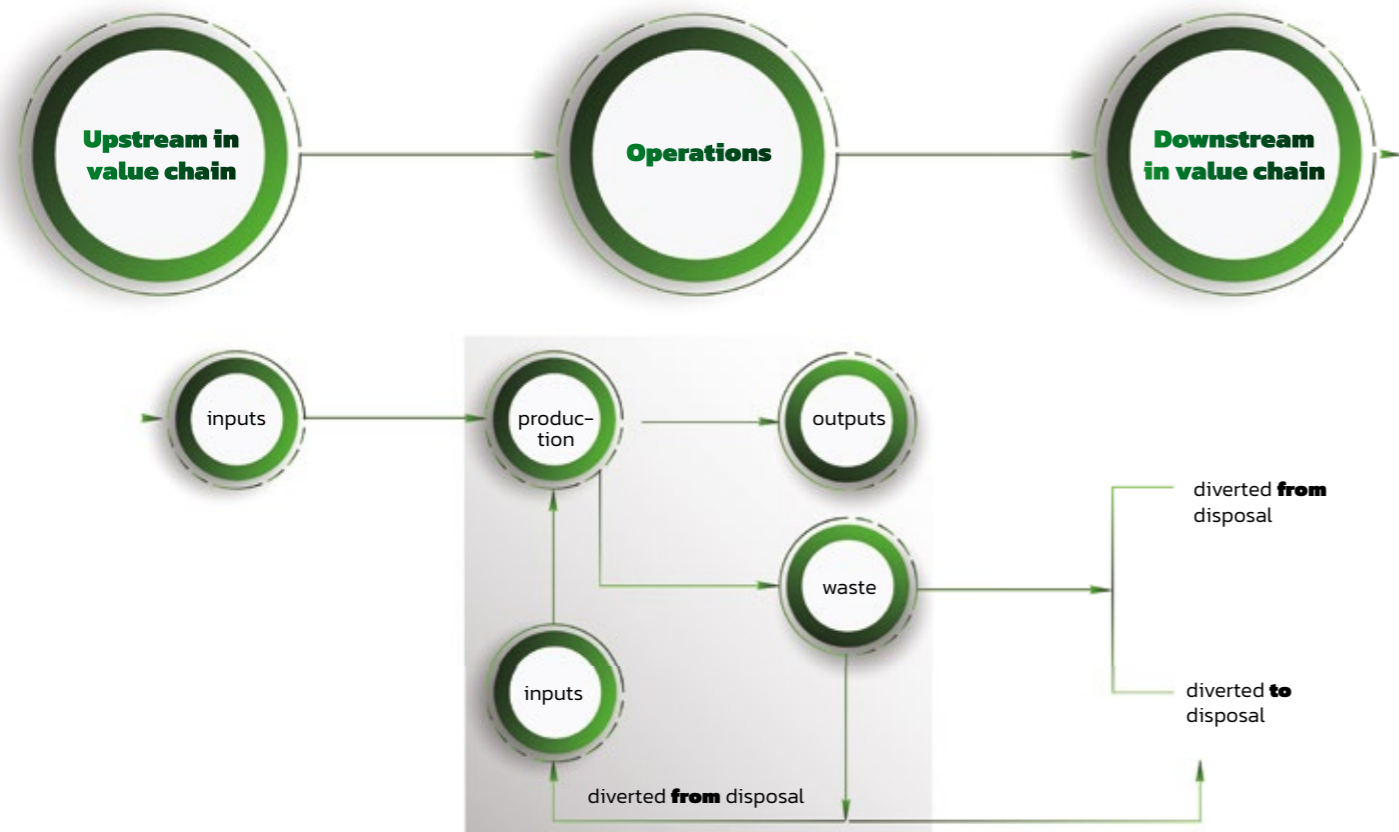 Upstream in
value chain
Operations
Downstream
in value chain
inputs
produc-
tion
outputs
diverted from
disposal
waste
inputs
diverted to
disposal
diverted from disposal